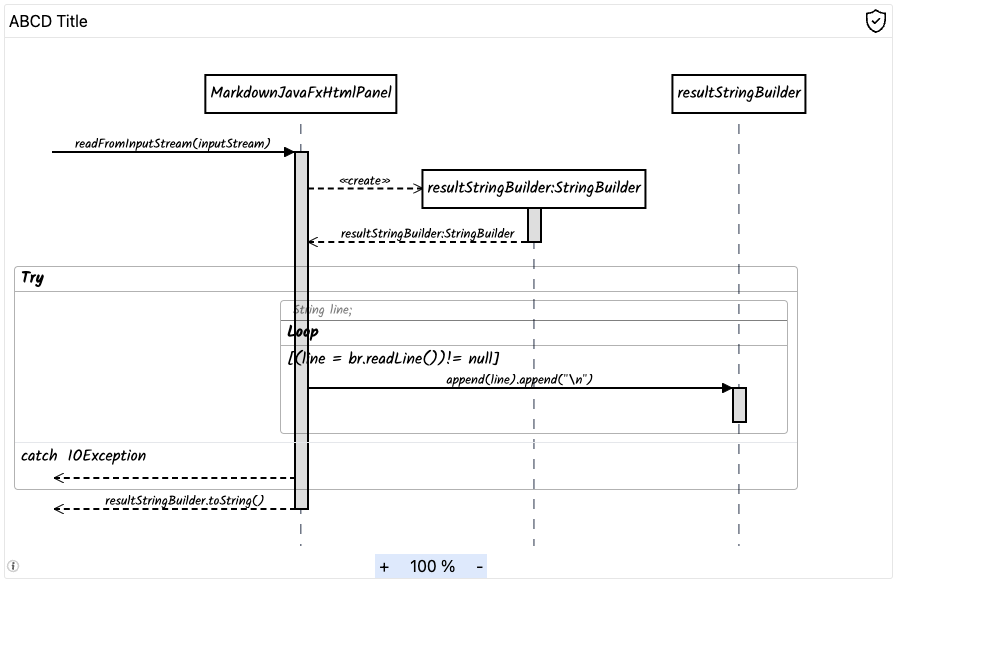 ABCD Title
MarkdownJavaFxHtmlPanel
resultStringBuilder
readFromInputStream(inputStream)
«create»
resultStringBuilder:StringBuilder
resultStringBuilder:StringBuilder
Try
String line;
Loop
[(line = br.readLine())!= null]
append(line).append("\n")
catch IOException
resultStringBuilder.toString()
+ 100 % -